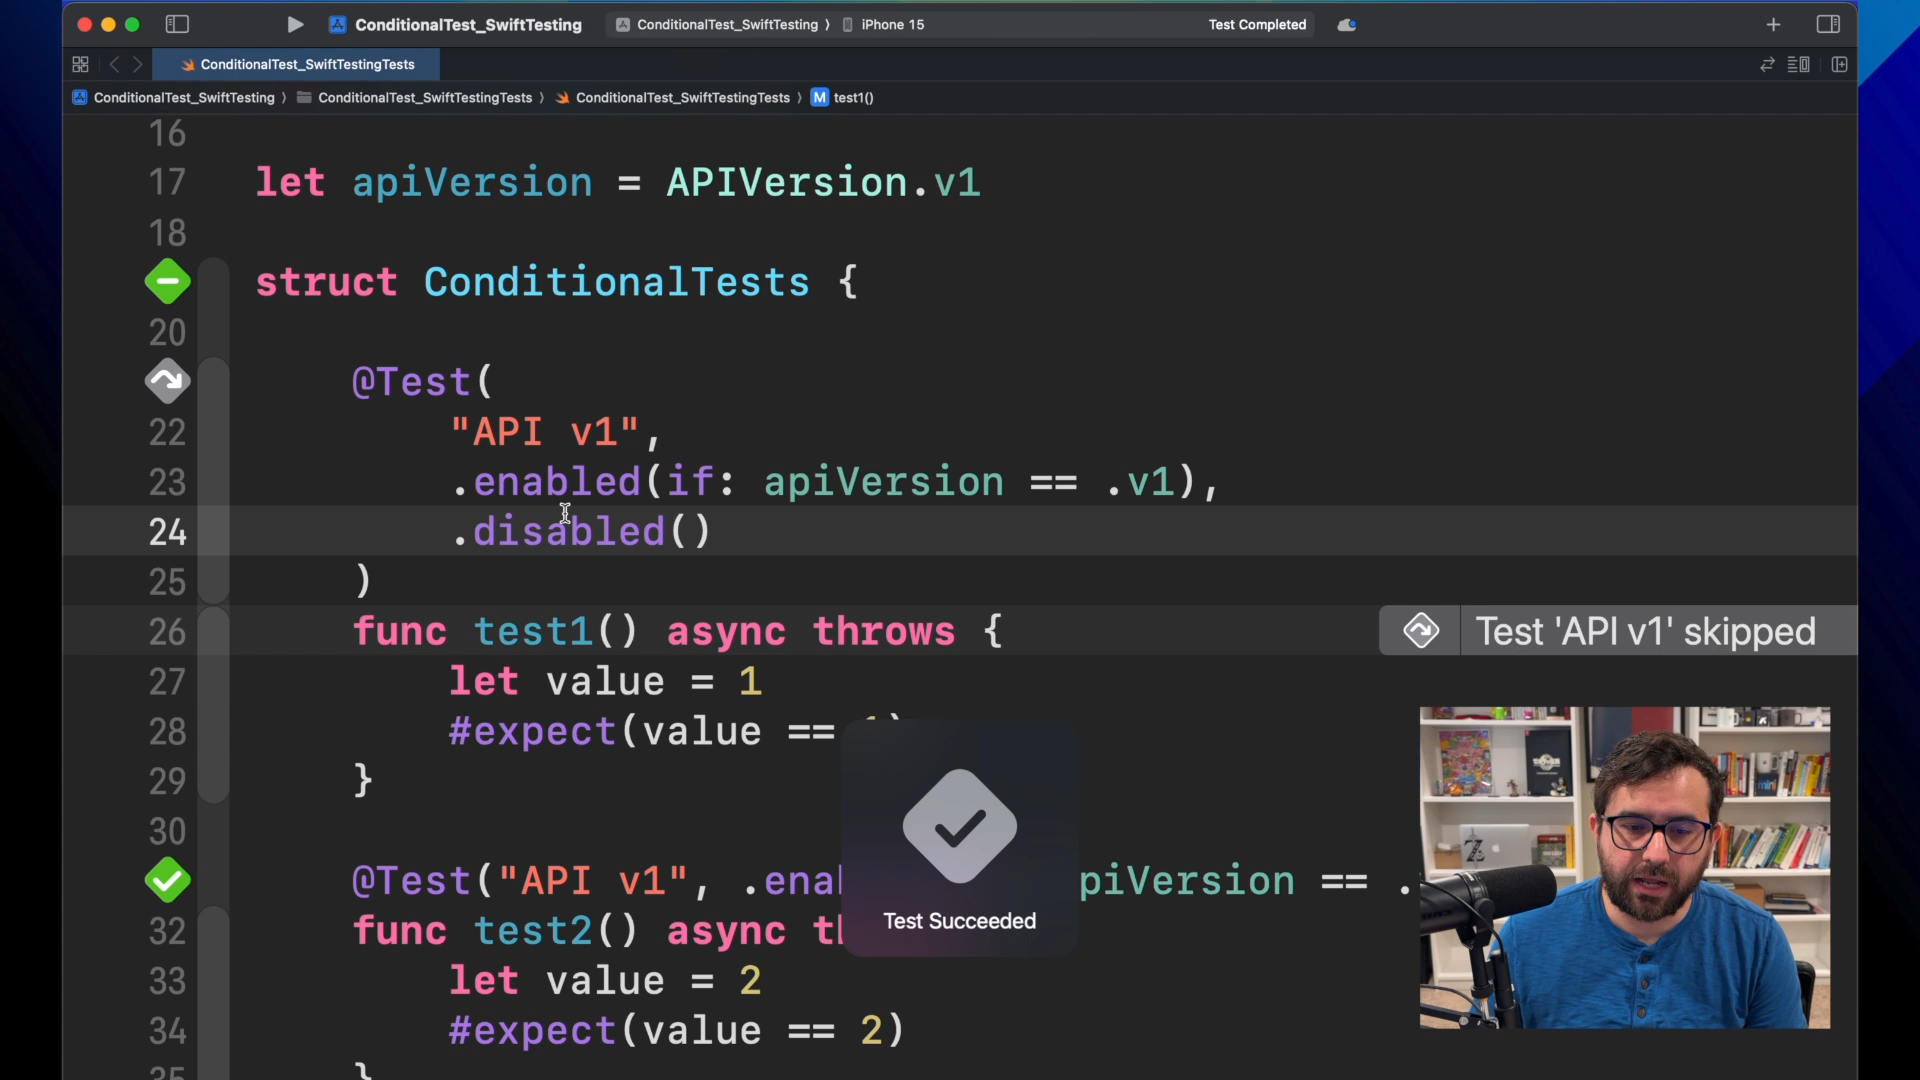 ConditionalTest_SwiftTesting
ConditionalTest_SwiftTesting 〉 iPhone 15
Test Completed
ConditionalTest_SwiftTestingTests
ConditionalTest_SwiftTesting 〉 ConditionalTest_SwiftTestingTests 〉 ConditionalTest_SwiftTestingTests 〉 M test1()
16
17 let apiVersion = APIVersion.v1
18
struct ConditionalTests {
20
@Test(
22 "API v1",
23 .enabled(if: apiVersion == .v1),
24 .disabled()
25 )
26 func test1() async throws {
Test 'API v1' skipped
27 let value = 1
28 #expect(value ==
29 }
30
@Test("API v1", .ena piVersion == .
32 func test2() async
33 let value = 2
34 #expect(value == 2)
35 }
Test Succeeded
mini